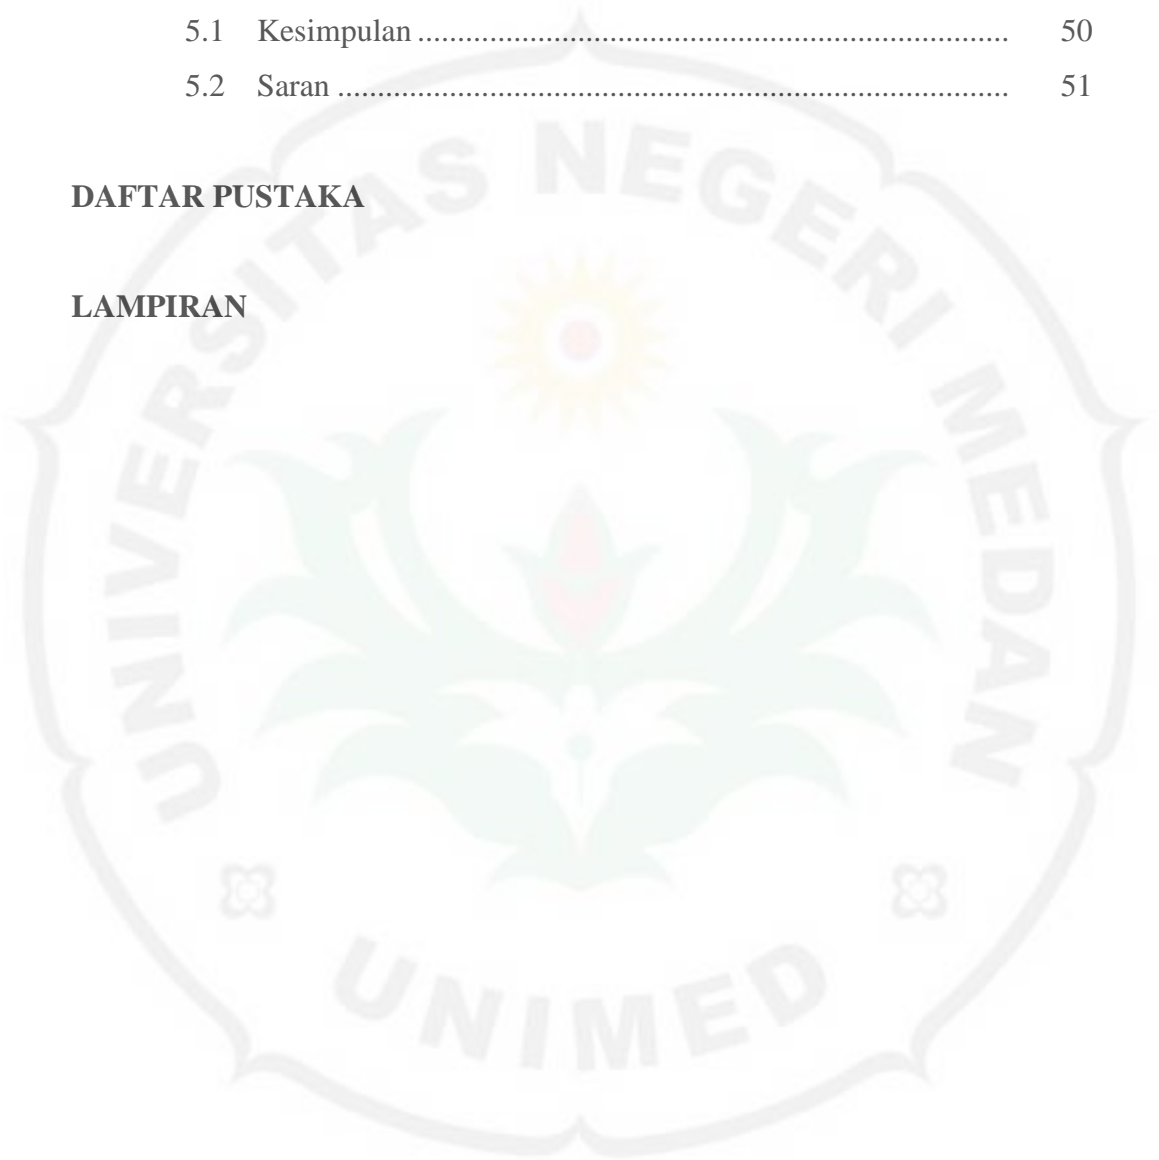 5.1 Kesimpulan ........................................................................ 50
5.2 Saran .................................................................................. 51
DAFTAR PUSTAKA
LAMPIRAN
UNIVERSITAS NEGERI MEDAN
UNIMED